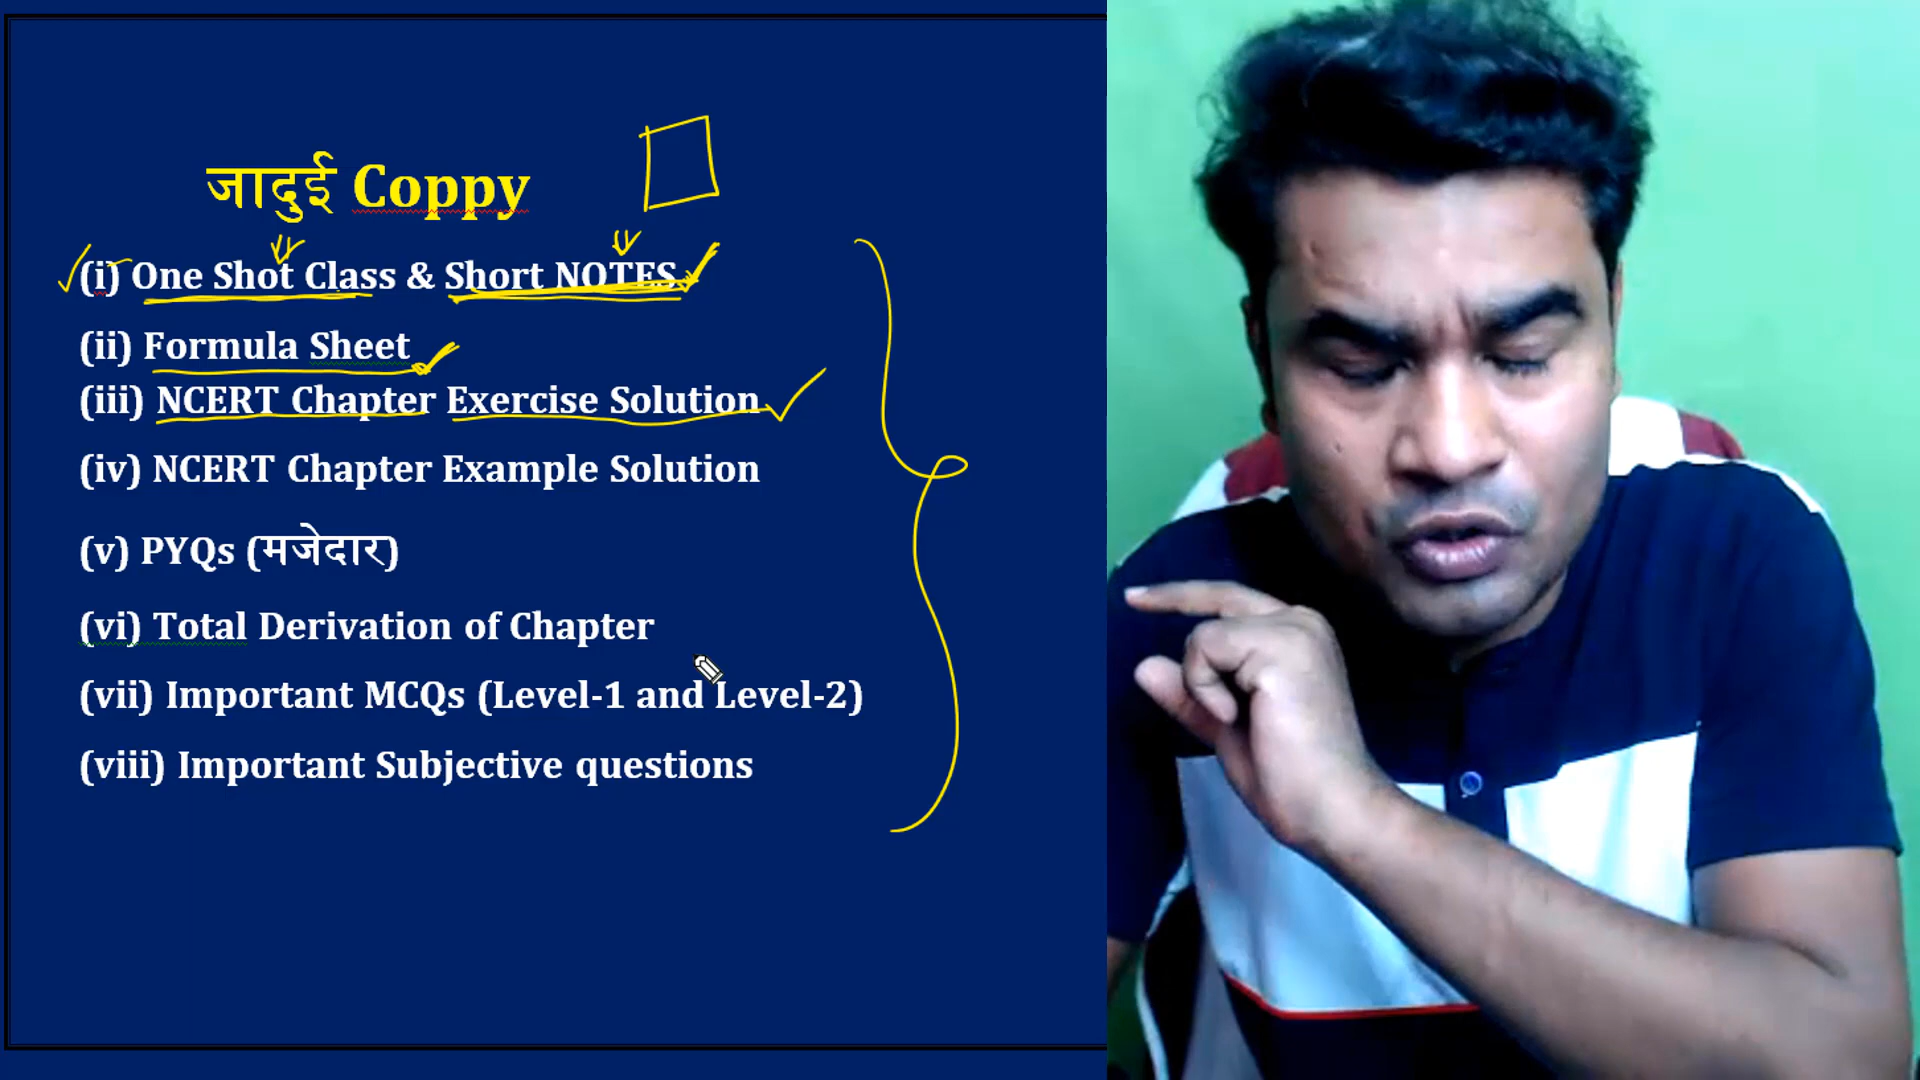 जादुई Coppy
(i) One Shot Class & Short NOTES
(ii) Formula Sheet
(iii) NCERT Chapter Exercise Solution
(iv) NCERT Chapter Example Solution
(v) PYQs (मजेदार)
(vi) Total Derivation of Chapter
(vii) Important MCQs (Level-1 and Level-2)
(viii) Important Subjective questions